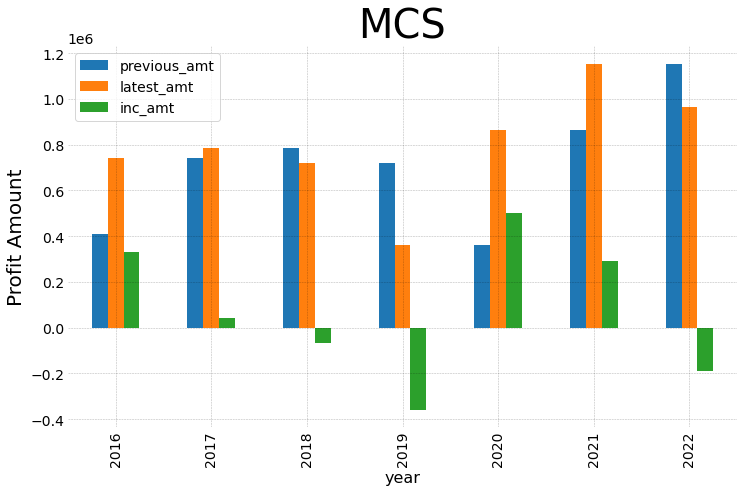 MCS
1e6
previous_amt
latest_amt
inc_amt
Profit Amount
1.2
1.0
0.8
0.6
0.4
0.2
0.0
−0.2
−0.4
2016
2017
2018
2019
2020
2021
2022
year